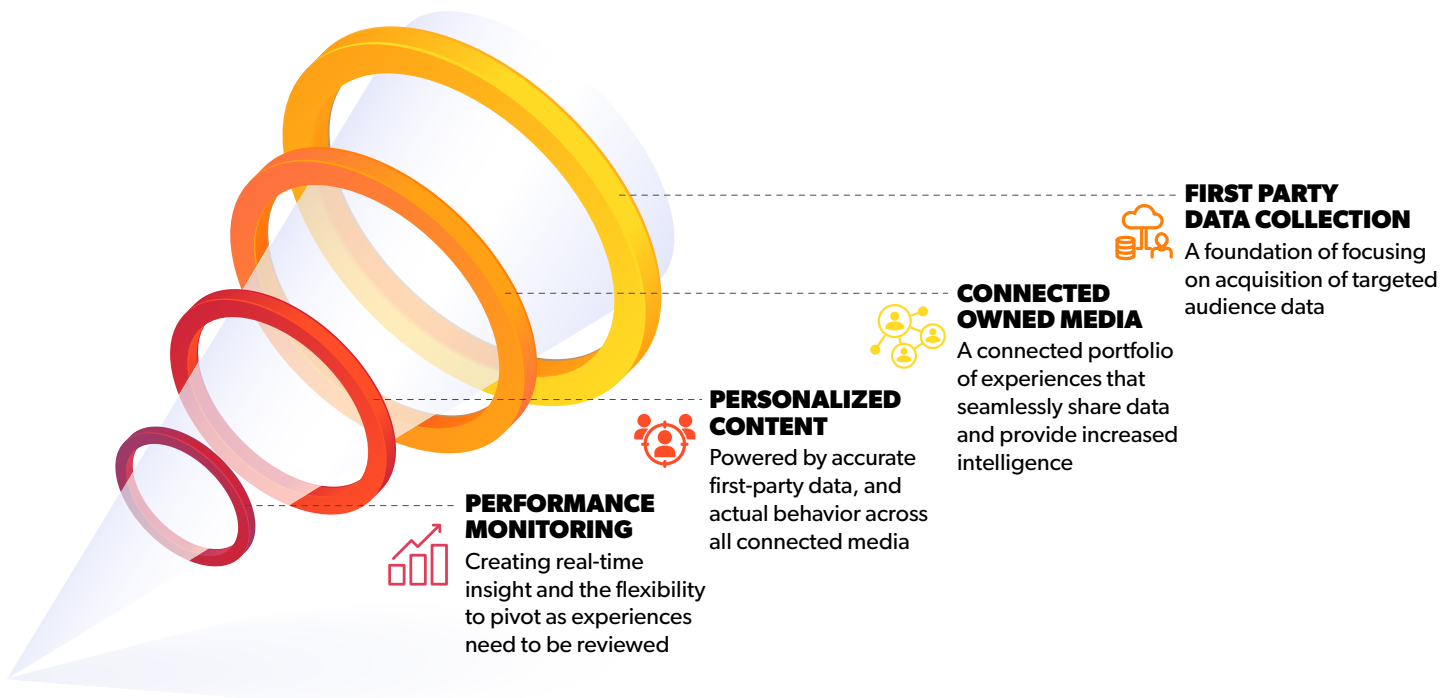 FIRST PARTY
DATA COLLECTION
A foundation of focusing
on acquisition of targeted
audience data
CONNECTED
OWNED MEDIA
A connected portfolio
of experiences that
seamlessly share data
and provide increased
intelligence
PERSONALIZED
CONTENT
Powered by accurate
first-party data, and
actual behavior across
all connected media
PERFORMANCE
MONITORING
Creating real-time
insight and the flexibility
to pivot as experiences
need to be reviewed